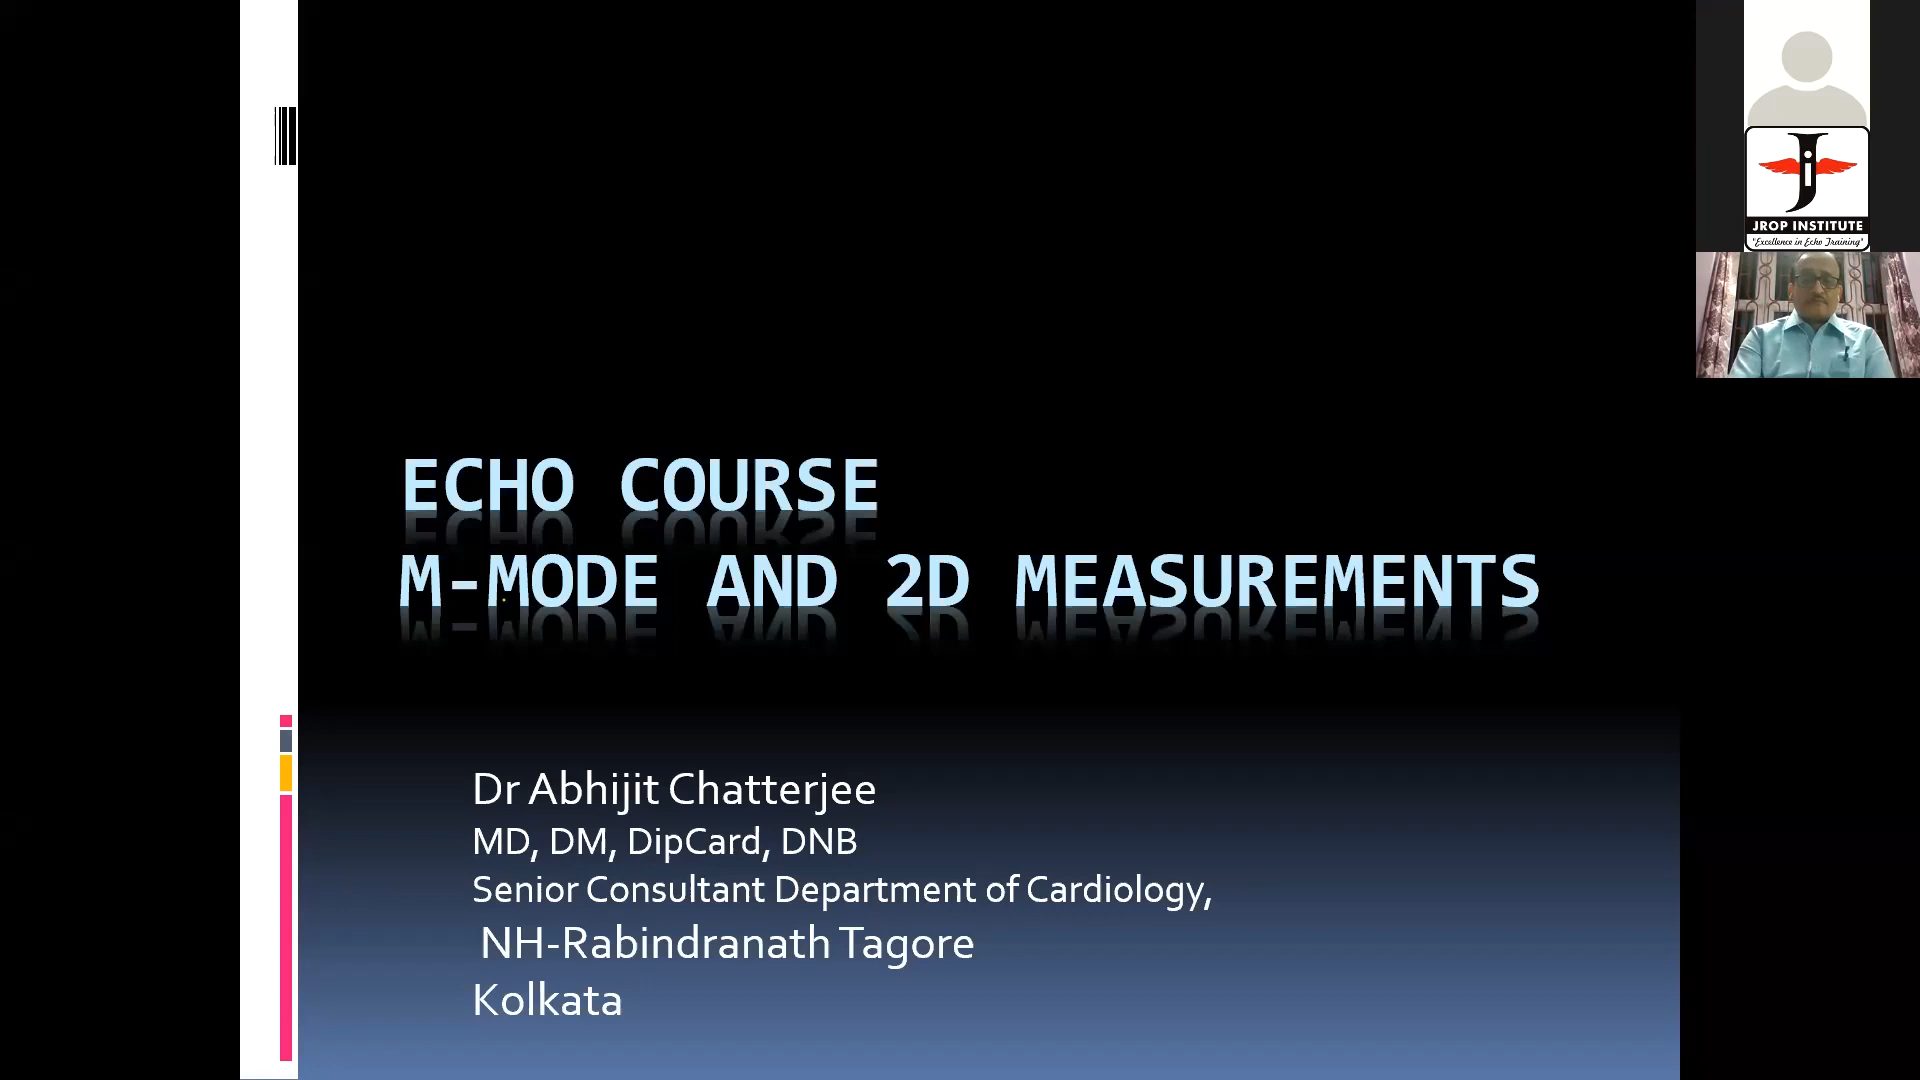 ECHO COURSE
M-MODE AND 2D MEASUREMENTS
Dr Abhijit Chatterjee
MD, DM, DipCard, DNB
Senior Consultant Department of Cardiology,
NH-Rabindranath Tagore
Kolkata
Ji
JROP INSTITUTE
"Excellence in Echo Training"